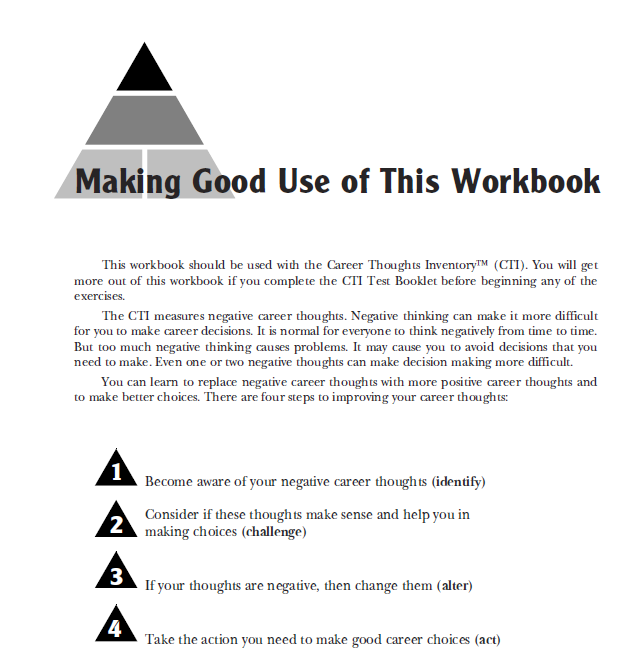 Making Good Use of This Workbook
This workbook should be used with the Career Thoughts Inventory™ (CTI). You will get
more out of this workbook if you complete the CTI Test Booklet before beginning any of the
exercises.
The CTI measures negative career thoughts. Negative thinking can make it more difficult
for you to make career decisions. It is normal for everyone to think negatively from time to time.
But too much negative thinking causes problems. It may cause you to avoid decisions that you
need to make. Even one or two negative thoughts can make decision making more difficult.
You can learn to replace negative career thoughts with more positive career thoughts and
to make better choices. There are four steps to improving your career thoughts:
1 Become aware of your negative career thoughts (identify)
2 Consider if these thoughts make sense and help you in
making choices (challenge)
3 If your thoughts are negative, then change them (alter)
4 Take the action you need to make good career choices (act)